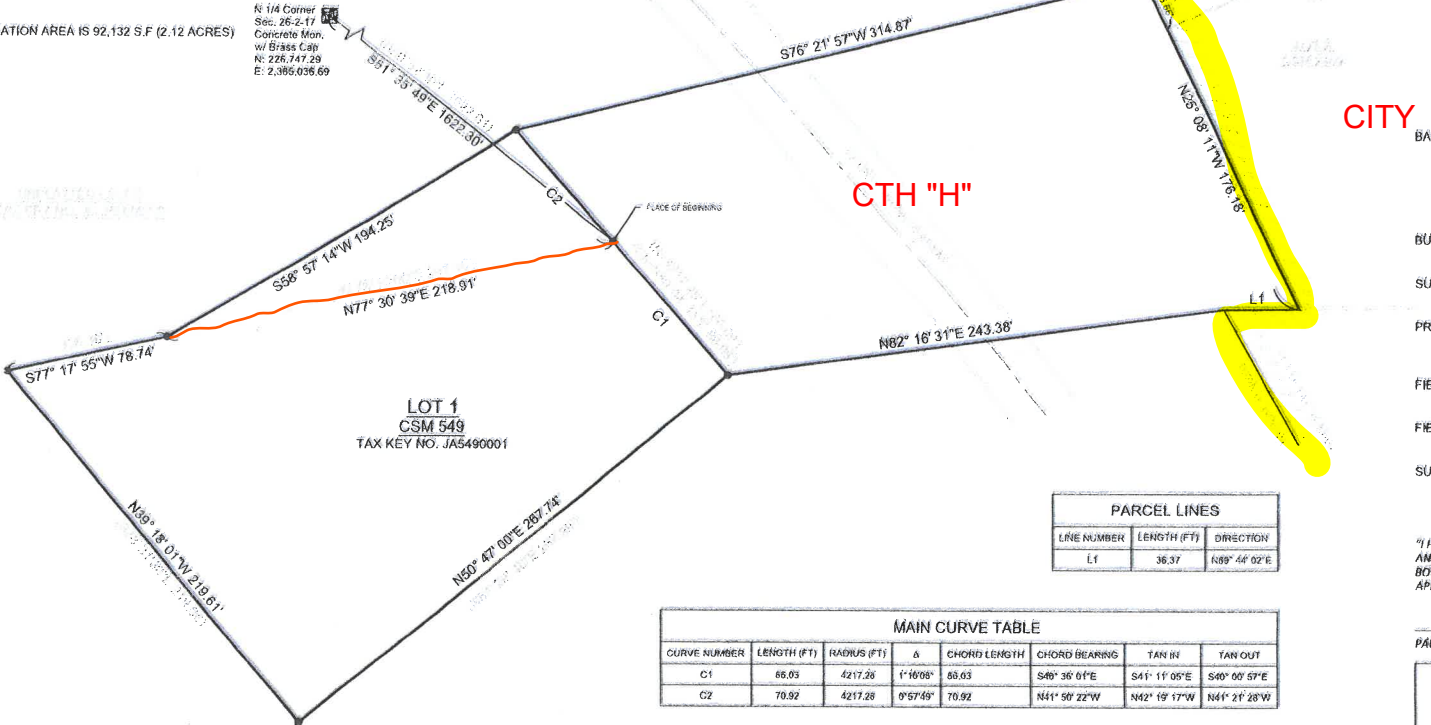 ATION AREA IS 92,132 S.F (2.12 ACRES)
N 1/4 Corner
Sec. 26-2-17
Concrete Mon.
w/ Brass Cap
N: 226,747.29
E: 2,365,036.69
S61° 35' 49"E 1622.30'
S76° 21' 57"W 314.87'
N25° 08' 11"W 176.18'
CITY
CTH "H"
C2
PLACE OF BEGINNING
S58° 57' 14"W 194.25'
N77° 30' 39"E 218.91'
C1
L1
N82° 16' 31"E 243.38'
S77° 17' 55"W 78.74'
LOT 1
CSM 549
TAX KEY NO. JA5490001
N39° 18' 01"W 219.61'
N50° 47' 00"E 267.74'
PARCEL LINES
LINE NUMBER LENGTH (FT) DIRECTION
L1 36.37 N89° 44' 02"E
MAIN CURVE TABLE
CURVE NUMBER LENGTH (FT) RADIUS (FT) Δ CHORD LENGTH CHORD BEARING TAN IN TAN OUT
C1 86.03 4217.28 1°10'08" 86.03 S40° 36' 01"E S41° 11' 05"E S40° 00' 57"E
C2 70.92 4217.28 0°57'49" 70.92 N41° 50' 22"W N42° 19' 17"W N41° 21' 28"W
BA
BU
SU
PR
FIE
FIE
SU